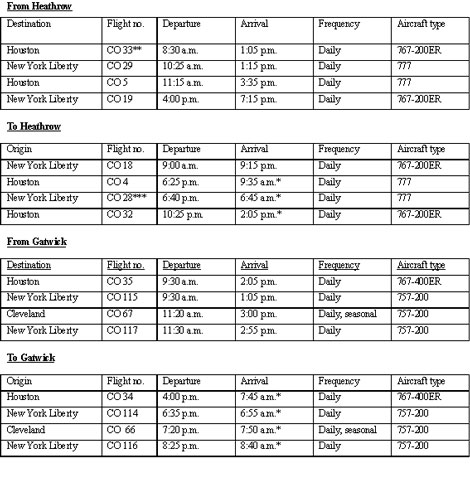 From Heathrow
Destination Flight no. Departure Arrival Frequency Aircraft type
Houston CO 33** 8:30 a.m. 1:05 p.m. Daily 767-200ER
New York Liberty CO 29 10:25 a.m. 1:15 p.m. Daily 777
Houston CO 5 11:15 a.m. 3:35 p.m. Daily 777
New York Liberty CO 19 4:00 p.m. 7:15 p.m. Daily 767-200ER
To Heathrow
Origin Flight no. Departure Arrival Frequency Aircraft type
New York Liberty CO 18 9:00 a.m. 9:15 p.m. Daily 767-200ER
Houston CO 4 6:25 p.m. 9:35 a.m.* Daily 777
New York Liberty CO 28*** 6:40 p.m. 6:45 a.m.* Daily 777
Houston CO 32 10:25 p.m. 2:05 p.m.* Daily 767-200ER
From Gatwick
Destination Flight no. Departure Arrival Frequency Aircraft type
Houston CO 35 9:30 a.m. 2:05 p.m. Daily 767-400ER
New York Liberty CO 115 9:30 a.m. 1:05 p.m. Daily 757-200
Cleveland CO 67 11:20 a.m. 3:00 p.m. Daily, seasonal 757-200
New York Liberty CO 117 11:30 a.m. 2:55 p.m. Daily 757-200
To Gatwick
Origin Flight no. Departure Arrival Frequency Aircraft type
Houston CO 34 4:00 p.m. 7:45 a.m.* Daily 767-400ER
New York Liberty CO 114 6:35 p.m. 6:55 a.m.* Daily 757-200
Cleveland CO 66 7:20 p.m. 7:50 a.m.* Daily, seasonal 757-200
New York Liberty CO 116 8:25 p.m. 8:40 a.m.* Daily 757-200